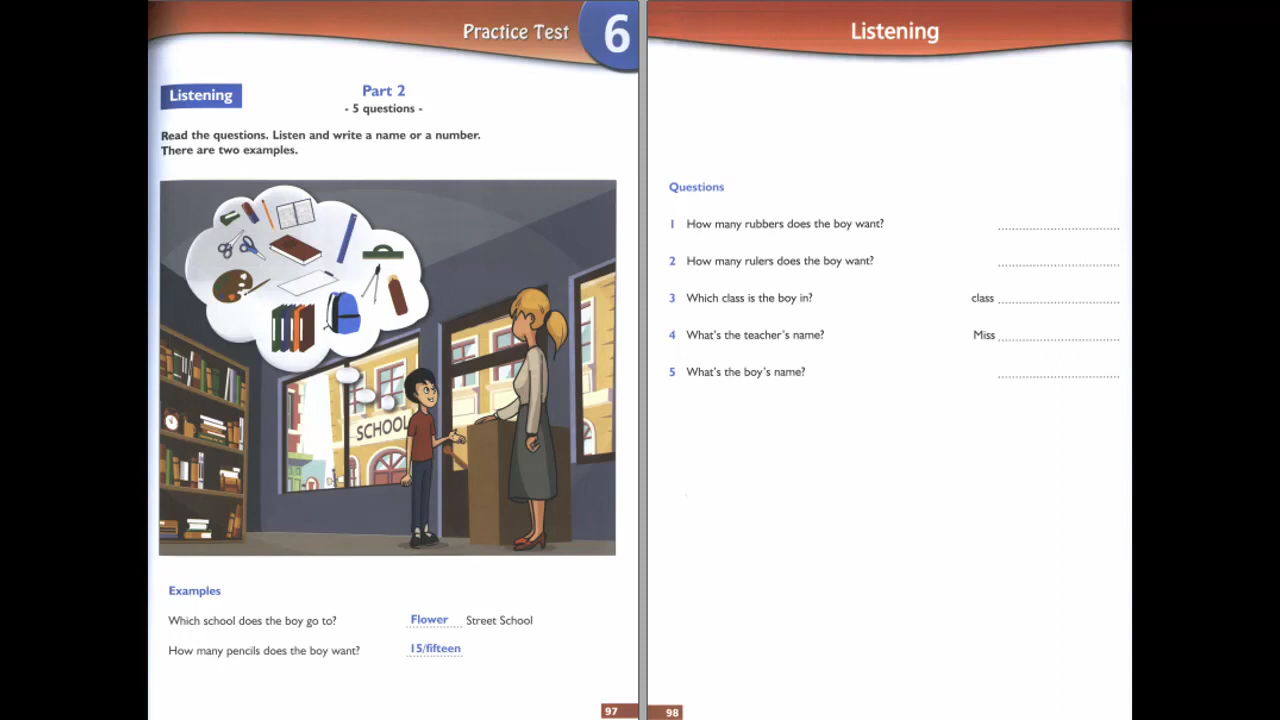 Practice Test 6
Listening
Part 2
- 5 questions -
Read the questions. Listen and write a name or a number.
There are two examples.
SCHOOL
Examples
Which school does the boy go to? Flower Street School
How many pencils does the boy want? 15/fifteen
97
Listening
Questions
1 How many rubbers does the boy want? ..............................
2 How many rulers does the boy want? ..............................
3 Which class is the boy in? class ..............................
4 What's the teacher's name? Miss ..............................
5 What's the boy's name? ..............................
98